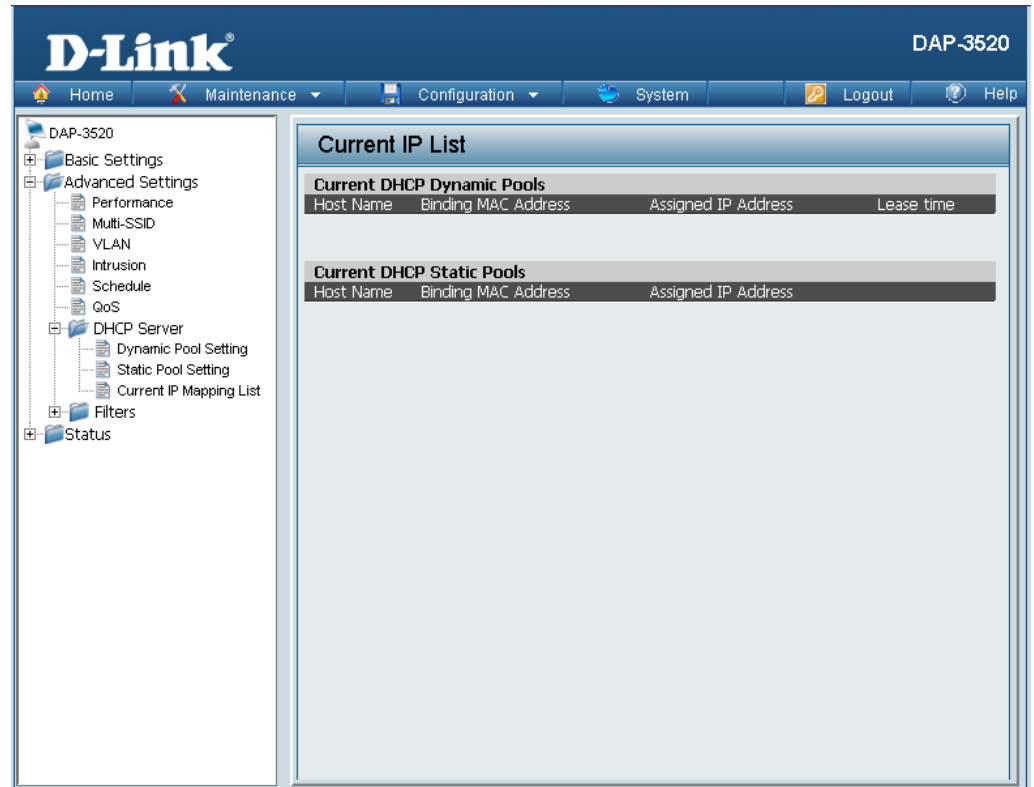 D-Link®
DAP-3520
Home Maintenance Configuration System Logout Help
DAP-3520
Basic Settings
Advanced Settings
Performance
Multi-SSID
VLAN
Intrusion
Schedule
QoS
DHCP Server
Dynamic Pool Setting
Static Pool Setting
Current IP Mapping List
Filters
Status
Current IP List
Current DHCP Dynamic Pools
Host Name Binding MAC Address Assigned IP Address Lease time
Current DHCP Static Pools
Host Name Binding MAC Address Assigned IP Address